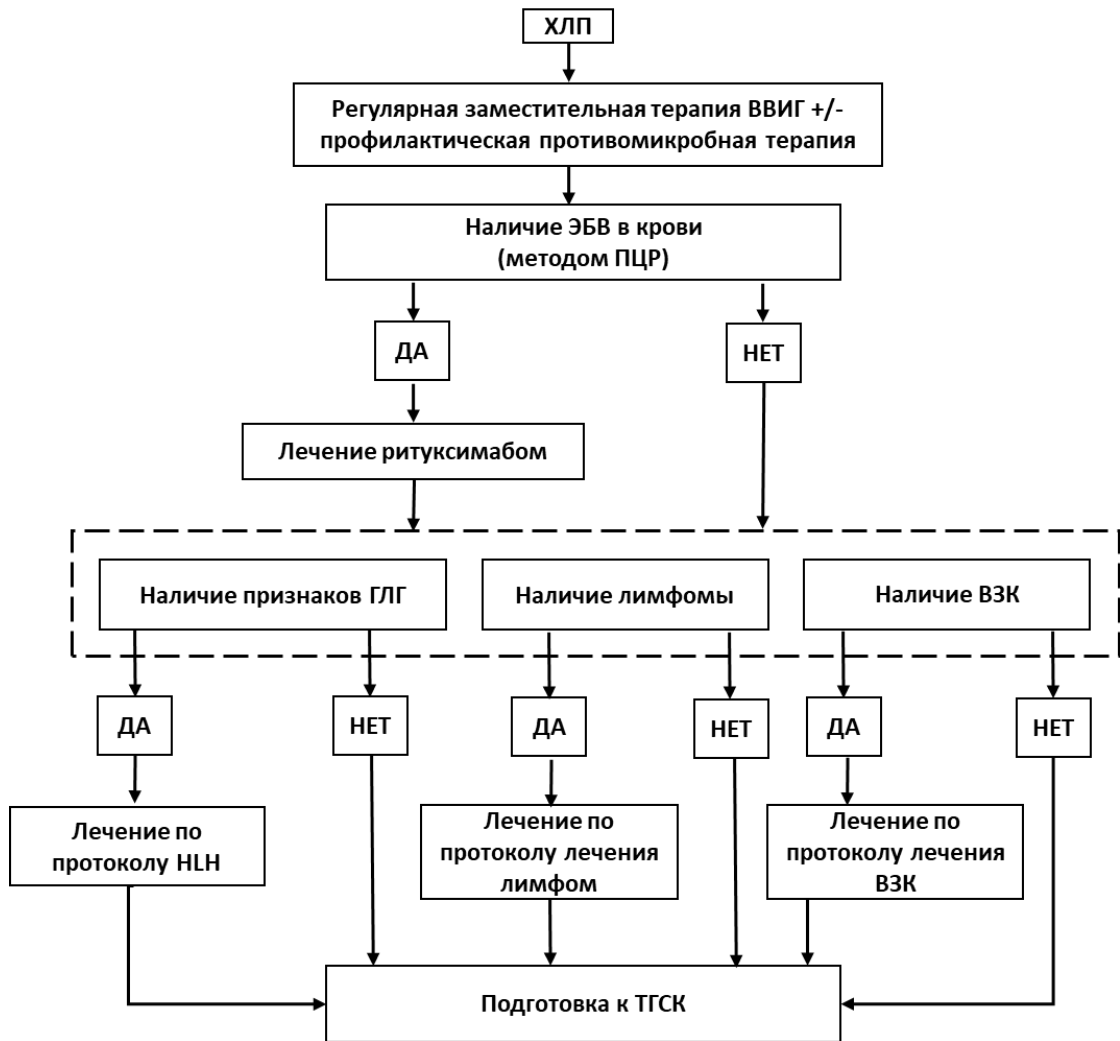 ХЛП
Регулярная заместительная терапия ВВИГ +/-
профилактическая противомикробная терапия
Наличие ЭБВ в крови
(методом ПЦР)
ДА
НЕТ
Лечение ритуксимабом
Наличие признаков ГЛГ
Наличие лимфомы
Наличие ВЗК
ДА
НЕТ
ДА
НЕТ
ДА
НЕТ
Лечение по
протоколу HLH
Лечение по
протоколу лечения
лимфом
Лечение по
протоколу лечения
ВЗК
Подготовка к ТГСК